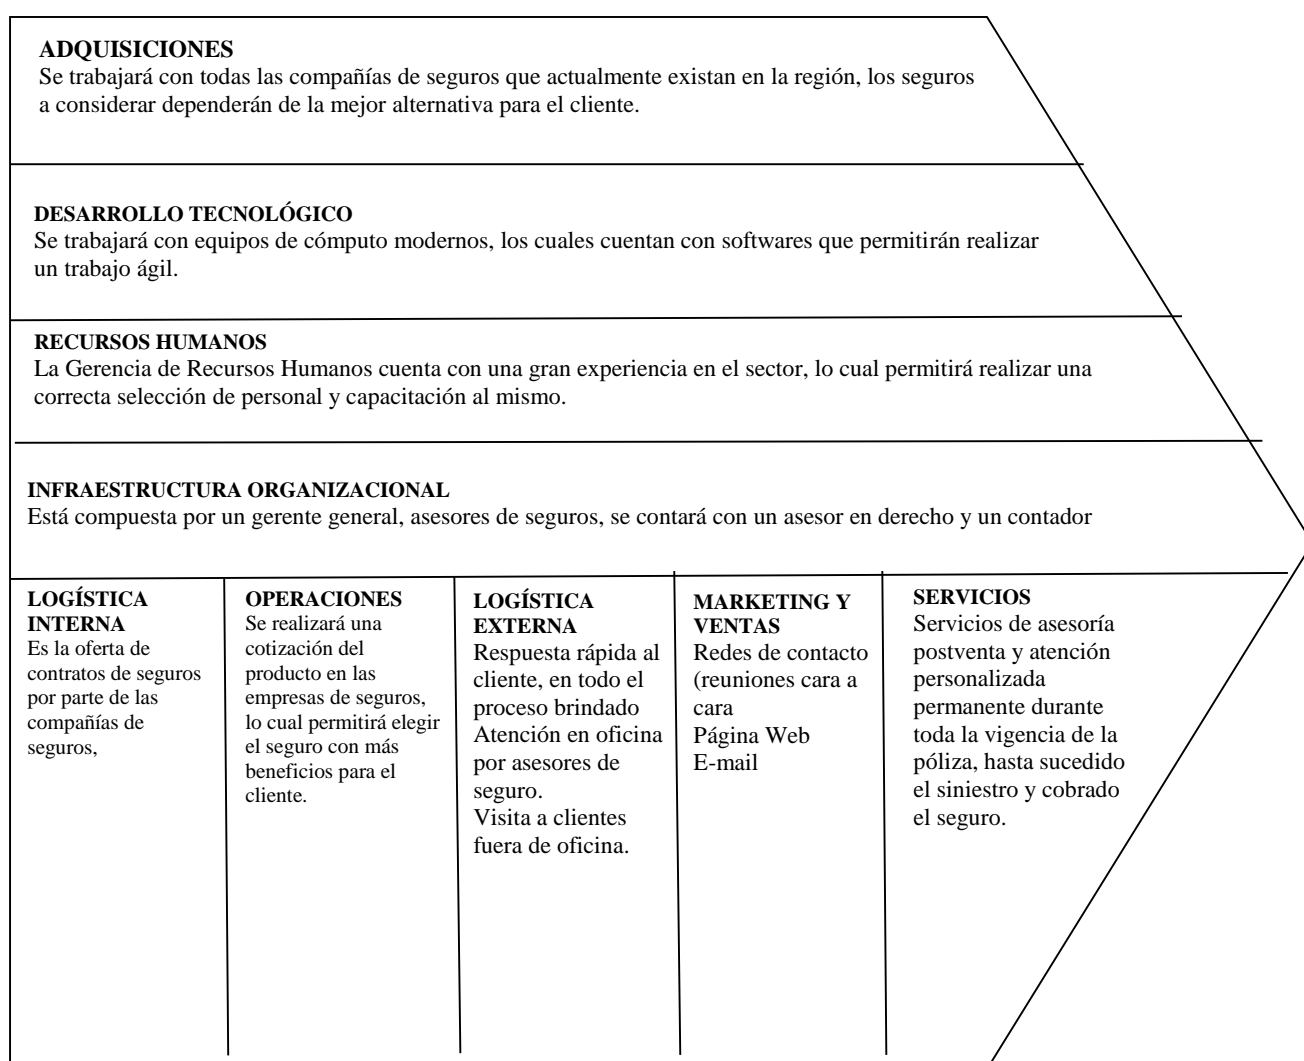 ADQUISICIONES
Se trabajará con todas las compañías de seguros que actualmente existan en la región, los seguros
a considerar dependerán de la mejor alternativa para el cliente.
DESARROLLO TECNOLÓGICO
Se trabajará con equipos de cómputo modernos, los cuales cuentan con softwares que permitirán realizar
un trabajo ágil.
RECURSOS HUMANOS
La Gerencia de Recursos Humanos cuenta con una gran experiencia en el sector, lo cual permitirá realizar una
correcta selección de personal y capacitación al mismo.
INFRAESTRUCTURA ORGANIZACIONAL
Está compuesta por un gerente general, asesores de seguros, se contará con un asesor en derecho y un contador
LOGÍSTICA
INTERNA
Es la oferta de
contratos de seguros
por parte de las
compañías de
seguros,
OPERACIONES
Se realizará una
cotización del
producto en las
empresas de seguros,
lo cual permitirá elegir
el seguro con más
beneficios para el
cliente.
LOGÍSTICA
EXTERNA
Respuesta rápida al
cliente, en todo el
proceso brindado
Atención en oficina
por asesores de
seguro.
Visita a clientes
fuera de oficina.
MARKETING Y
VENTAS
Redes de contacto
(reuniones cara a
cara
Página Web
E-mail
SERVICIOS
Servicios de asesoría
postventa y atención
personalizada
permanente durante
toda la vigencia de la
póliza, hasta sucedido
el siniestro y cobrado
el seguro.